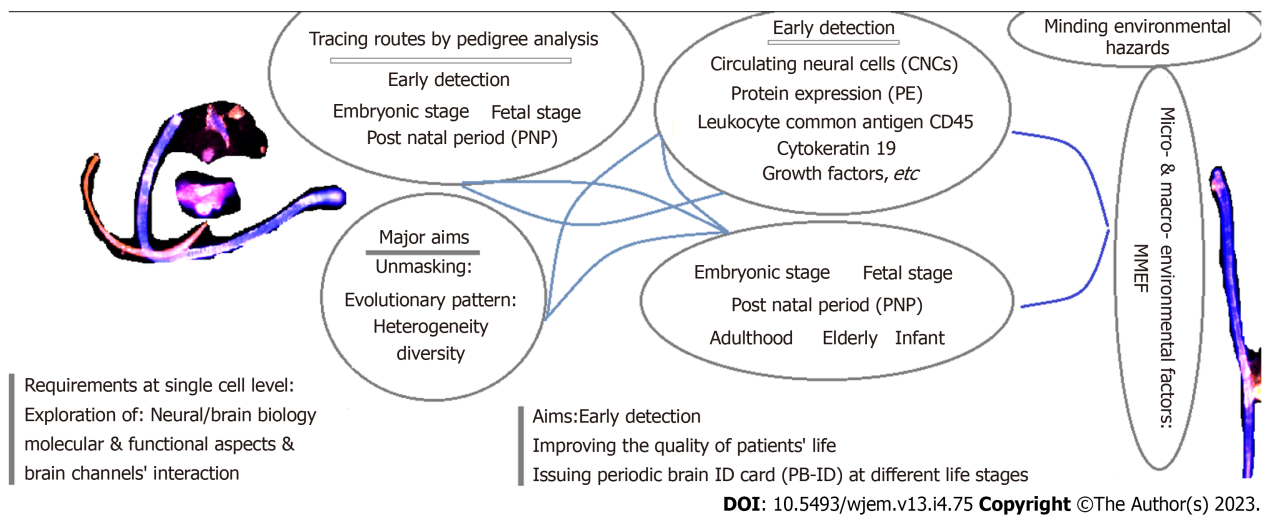 Tracing routes by pedigree analysis
Early detection
Embryonic stage Fetal stage
Post natal period (PNP)
Early detection
Circulating neural cells (CNCs)
Protein expression (PE)
Leukocyte common antigen CD45
Cytokeratin 19
Growth factors, etc
Minding environmental
hazards
Major aims
Unmasking:
Evolutionary pattern:
Heterogeneity
diversity
Embryonic stage Fetal stage
Post natal period (PNP)
Adulthood Elderly Infant
Micro- & macro- environmental factors:
MMEF
Requirements at single cell level:
Exploration of: Neural/brain biology
molecular & functional aspects &
brain channels' interaction
Aims:Early detection
Improving the quality of patients' life
Issuing periodic brain ID card (PB-ID) at different life stages
DOI: 10.5493/wjem.v13.i4.75 Copyright ©The Author(s) 2023.